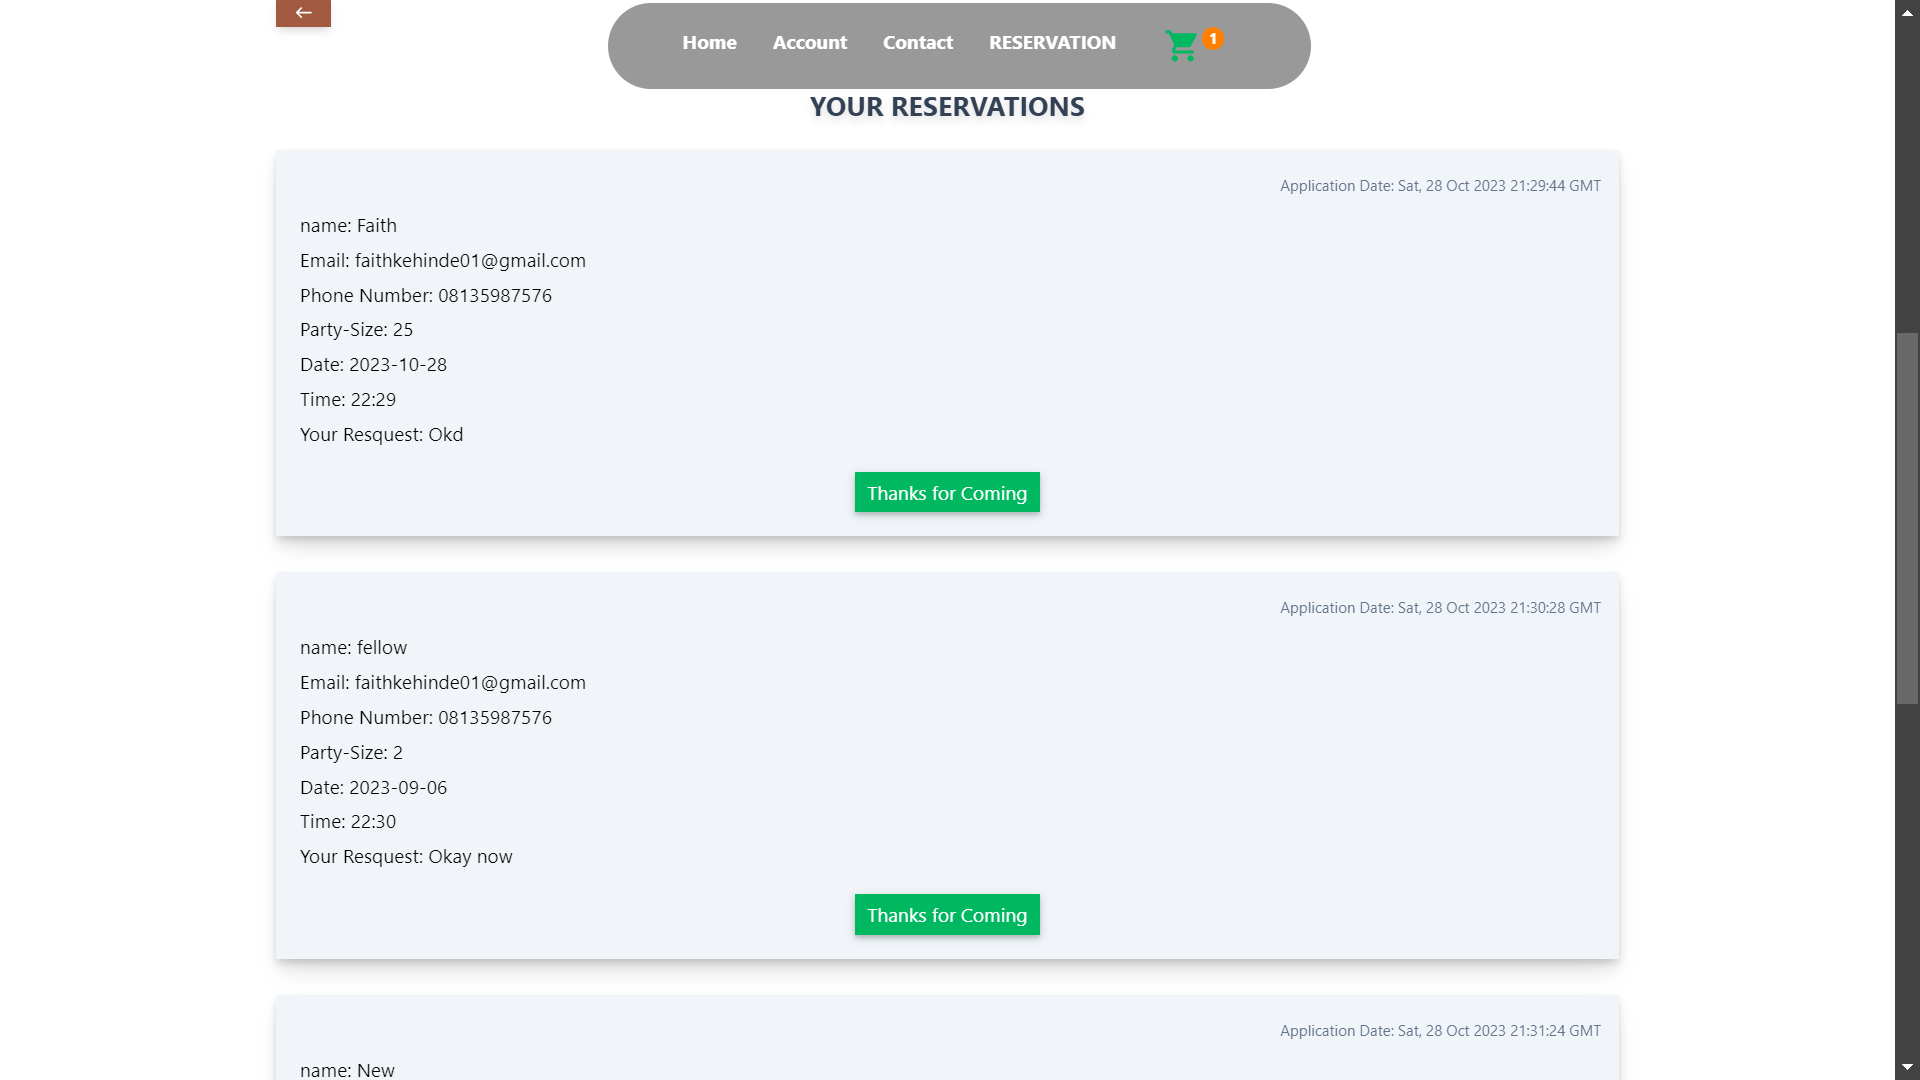 Home Account Contact RESERVATION 1
YOUR RESERVATIONS
Application Date: Sat, 28 Oct 2023 21:29:44 GMT
name: Faith
Email: faithkehinde01@gmail.com
Phone Number: 08135987576
Party-Size: 25
Date: 2023-10-28
Time: 22:29
Your Resquest: Okd
Thanks for Coming
Application Date: Sat, 28 Oct 2023 21:30:28 GMT
name: fellow
Email: faithkehinde01@gmail.com
Phone Number: 08135987576
Party-Size: 2
Date: 2023-09-06
Time: 22:30
Your Resquest: Okay now
Thanks for Coming
Application Date: Sat, 28 Oct 2023 21:31:24 GMT
name: New